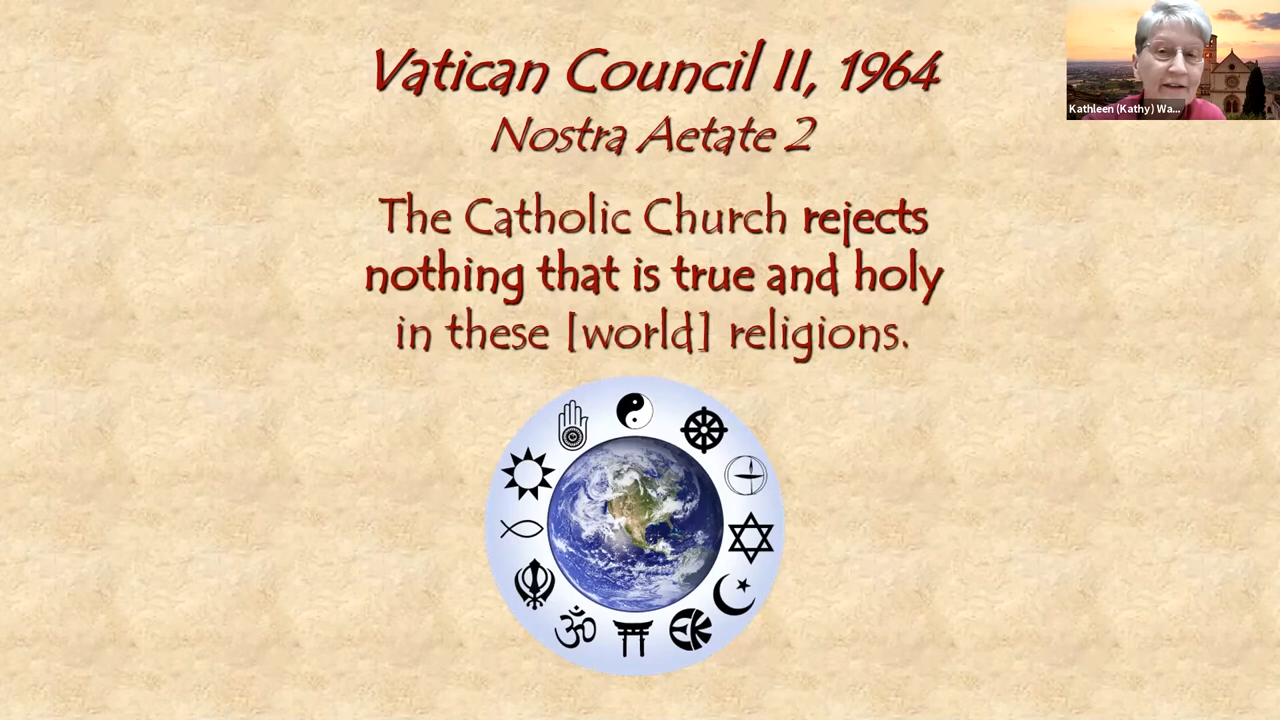 Vatican Council II, 1964
Nostra Aetate 2
The Catholic Church rejects
nothing that is true and holy
in these [world] religions.
Kathleen (Kathy) Wa...
ॐ
EK